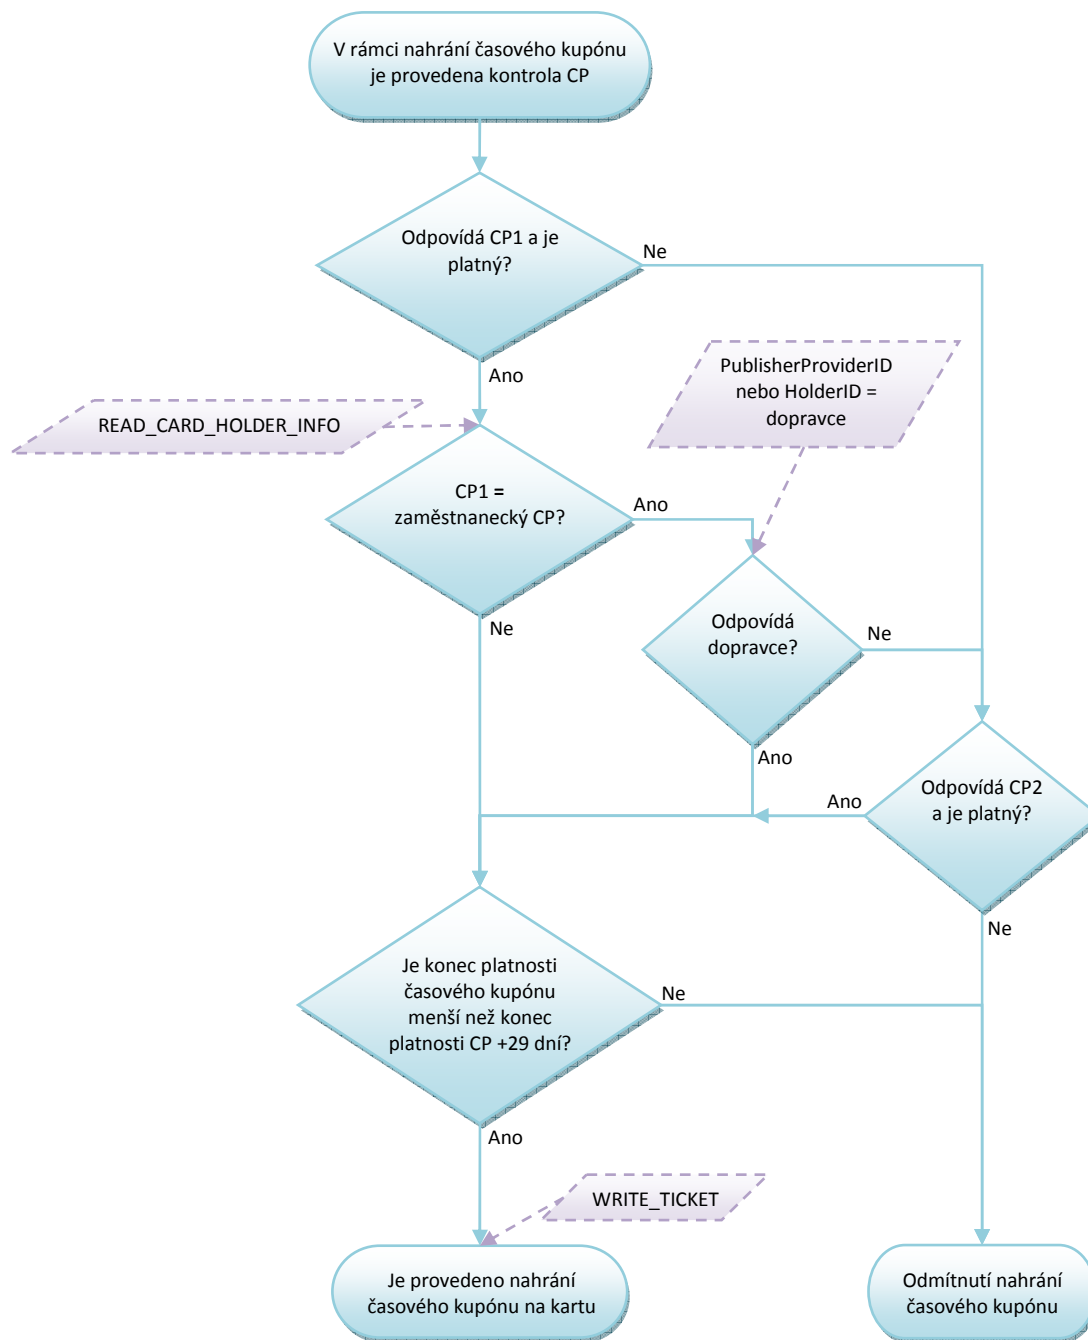 V rámci nahrání časového kupónu
je provedena kontrola CP
Odpovídá CP1 a je
platný?
Ne
Ano
PublisherProviderID
nebo HolderID =
dopravce
READ_CARD_HOLDER_INFO
CP1 =
zaměstnanecký CP?
Ano
Ne
Odpovídá
dopravce?
Ne
Ano
Odpovídá CP2
a je platný?
Ano
Ne
Je konec platnosti
časového kupónu
menší než konec
platnosti CP +29 dní?
Ne
Ano
WRITE_TICKET
Je provedeno nahrání
časového kupónu na kartu
Odmítnutí nahrání
časového kupónu